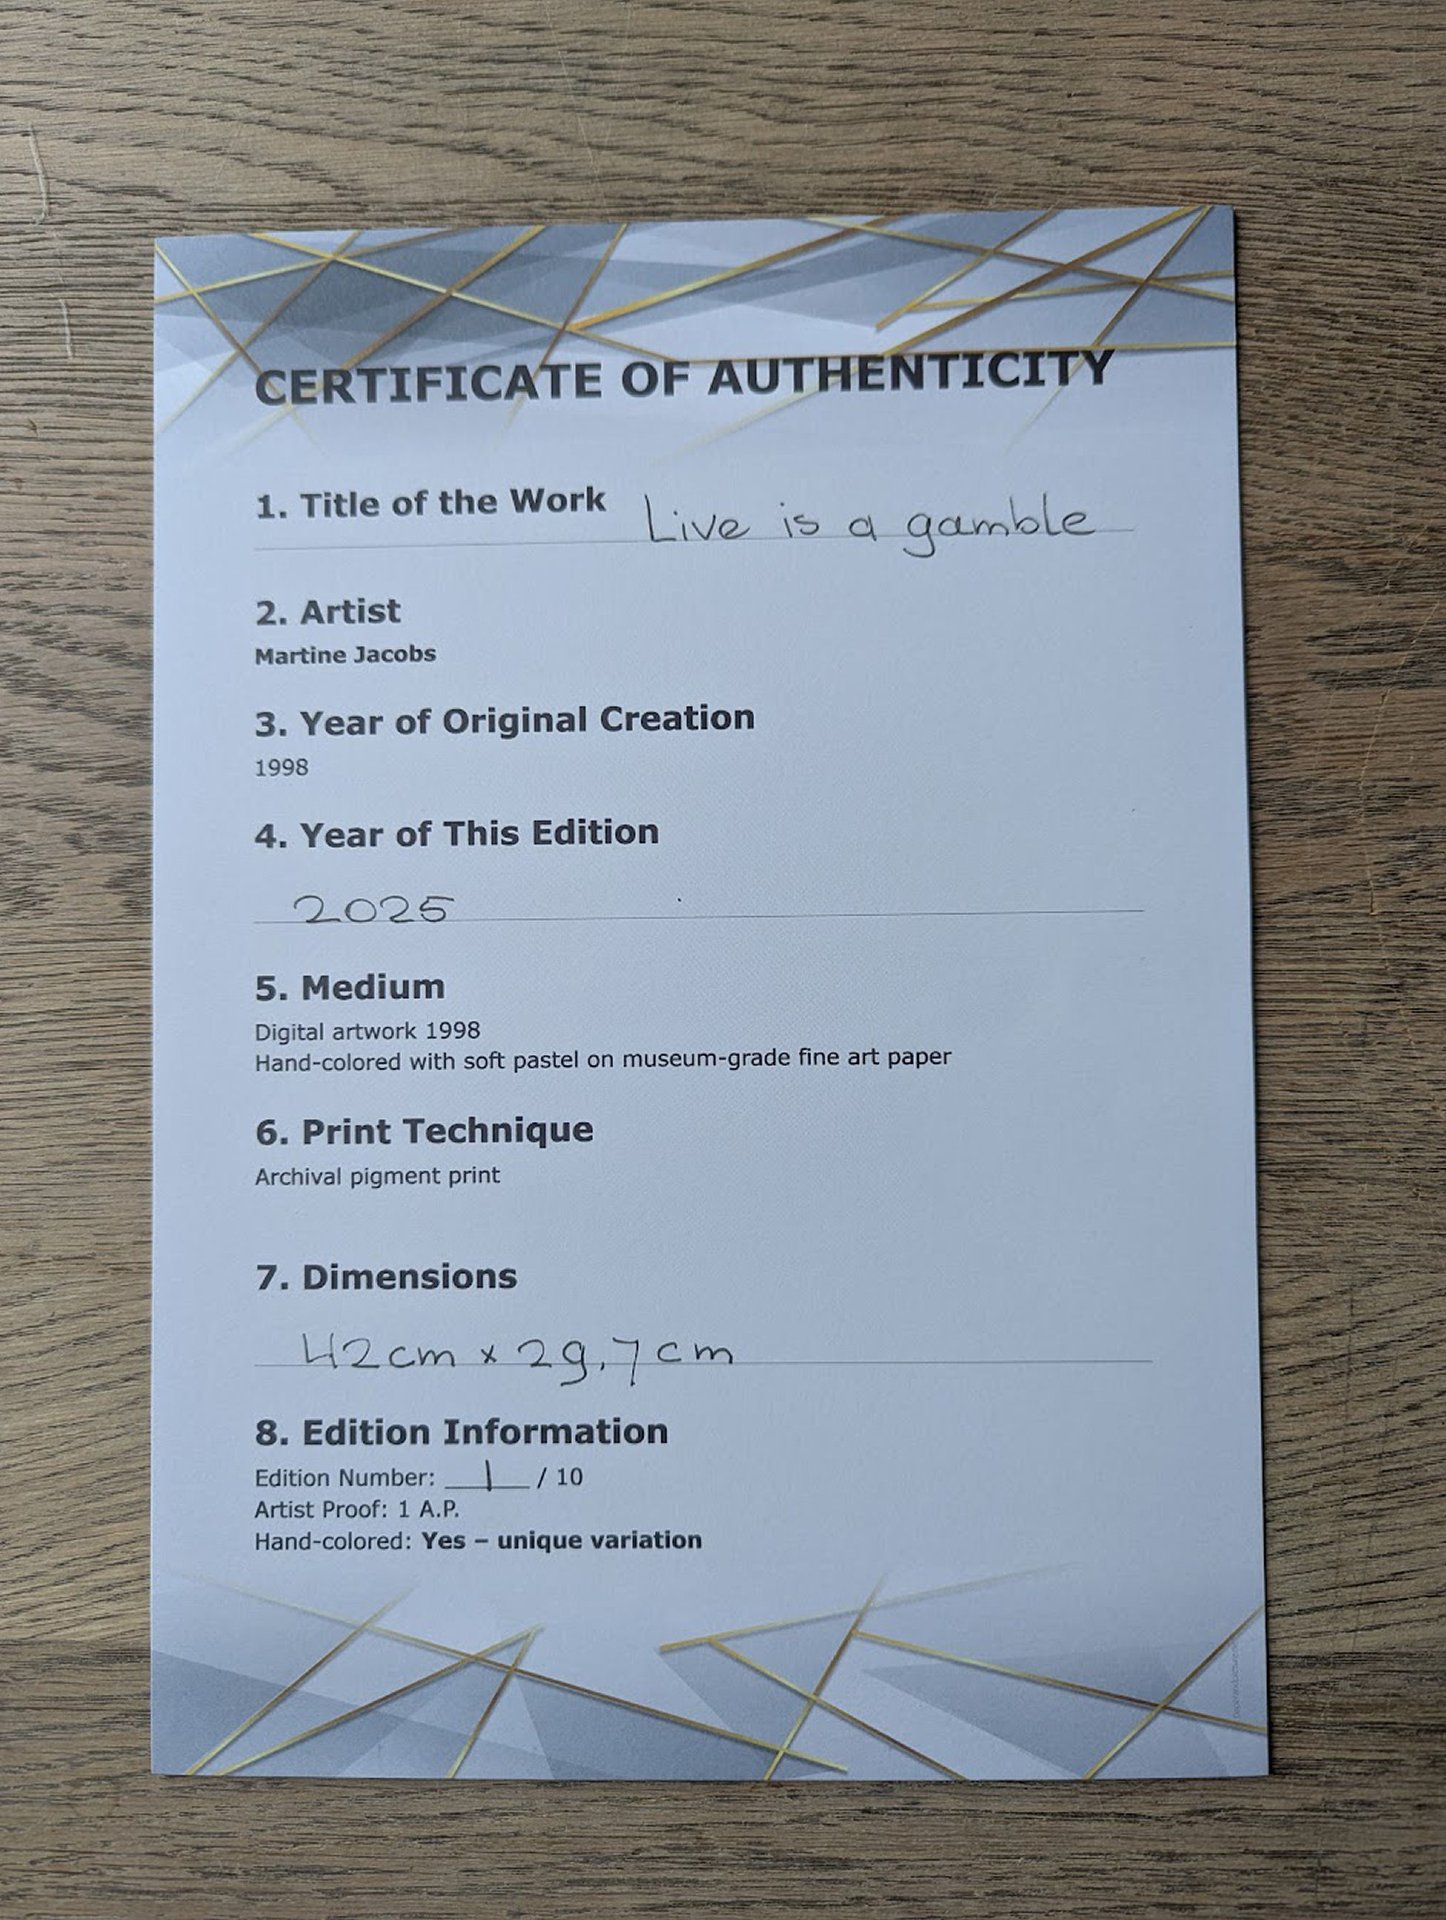 CERTIFICATE OF AUTHENTICITY
1. Title of the Work Live is a gamble
2. Artist
Martine Jacobs
3. Year of Original Creation
1998
4. Year of This Edition
2025
5. Medium
Digital artwork 1998
Hand-colored with soft pastel on museum-grade fine art paper
6. Print Technique
Archival pigment print
7. Dimensions
42cm x 29,7cm
8. Edition Information
Edition Number: 1 / 10
Artist Proof: 1 A.P.
Hand-colored: Yes – unique variation